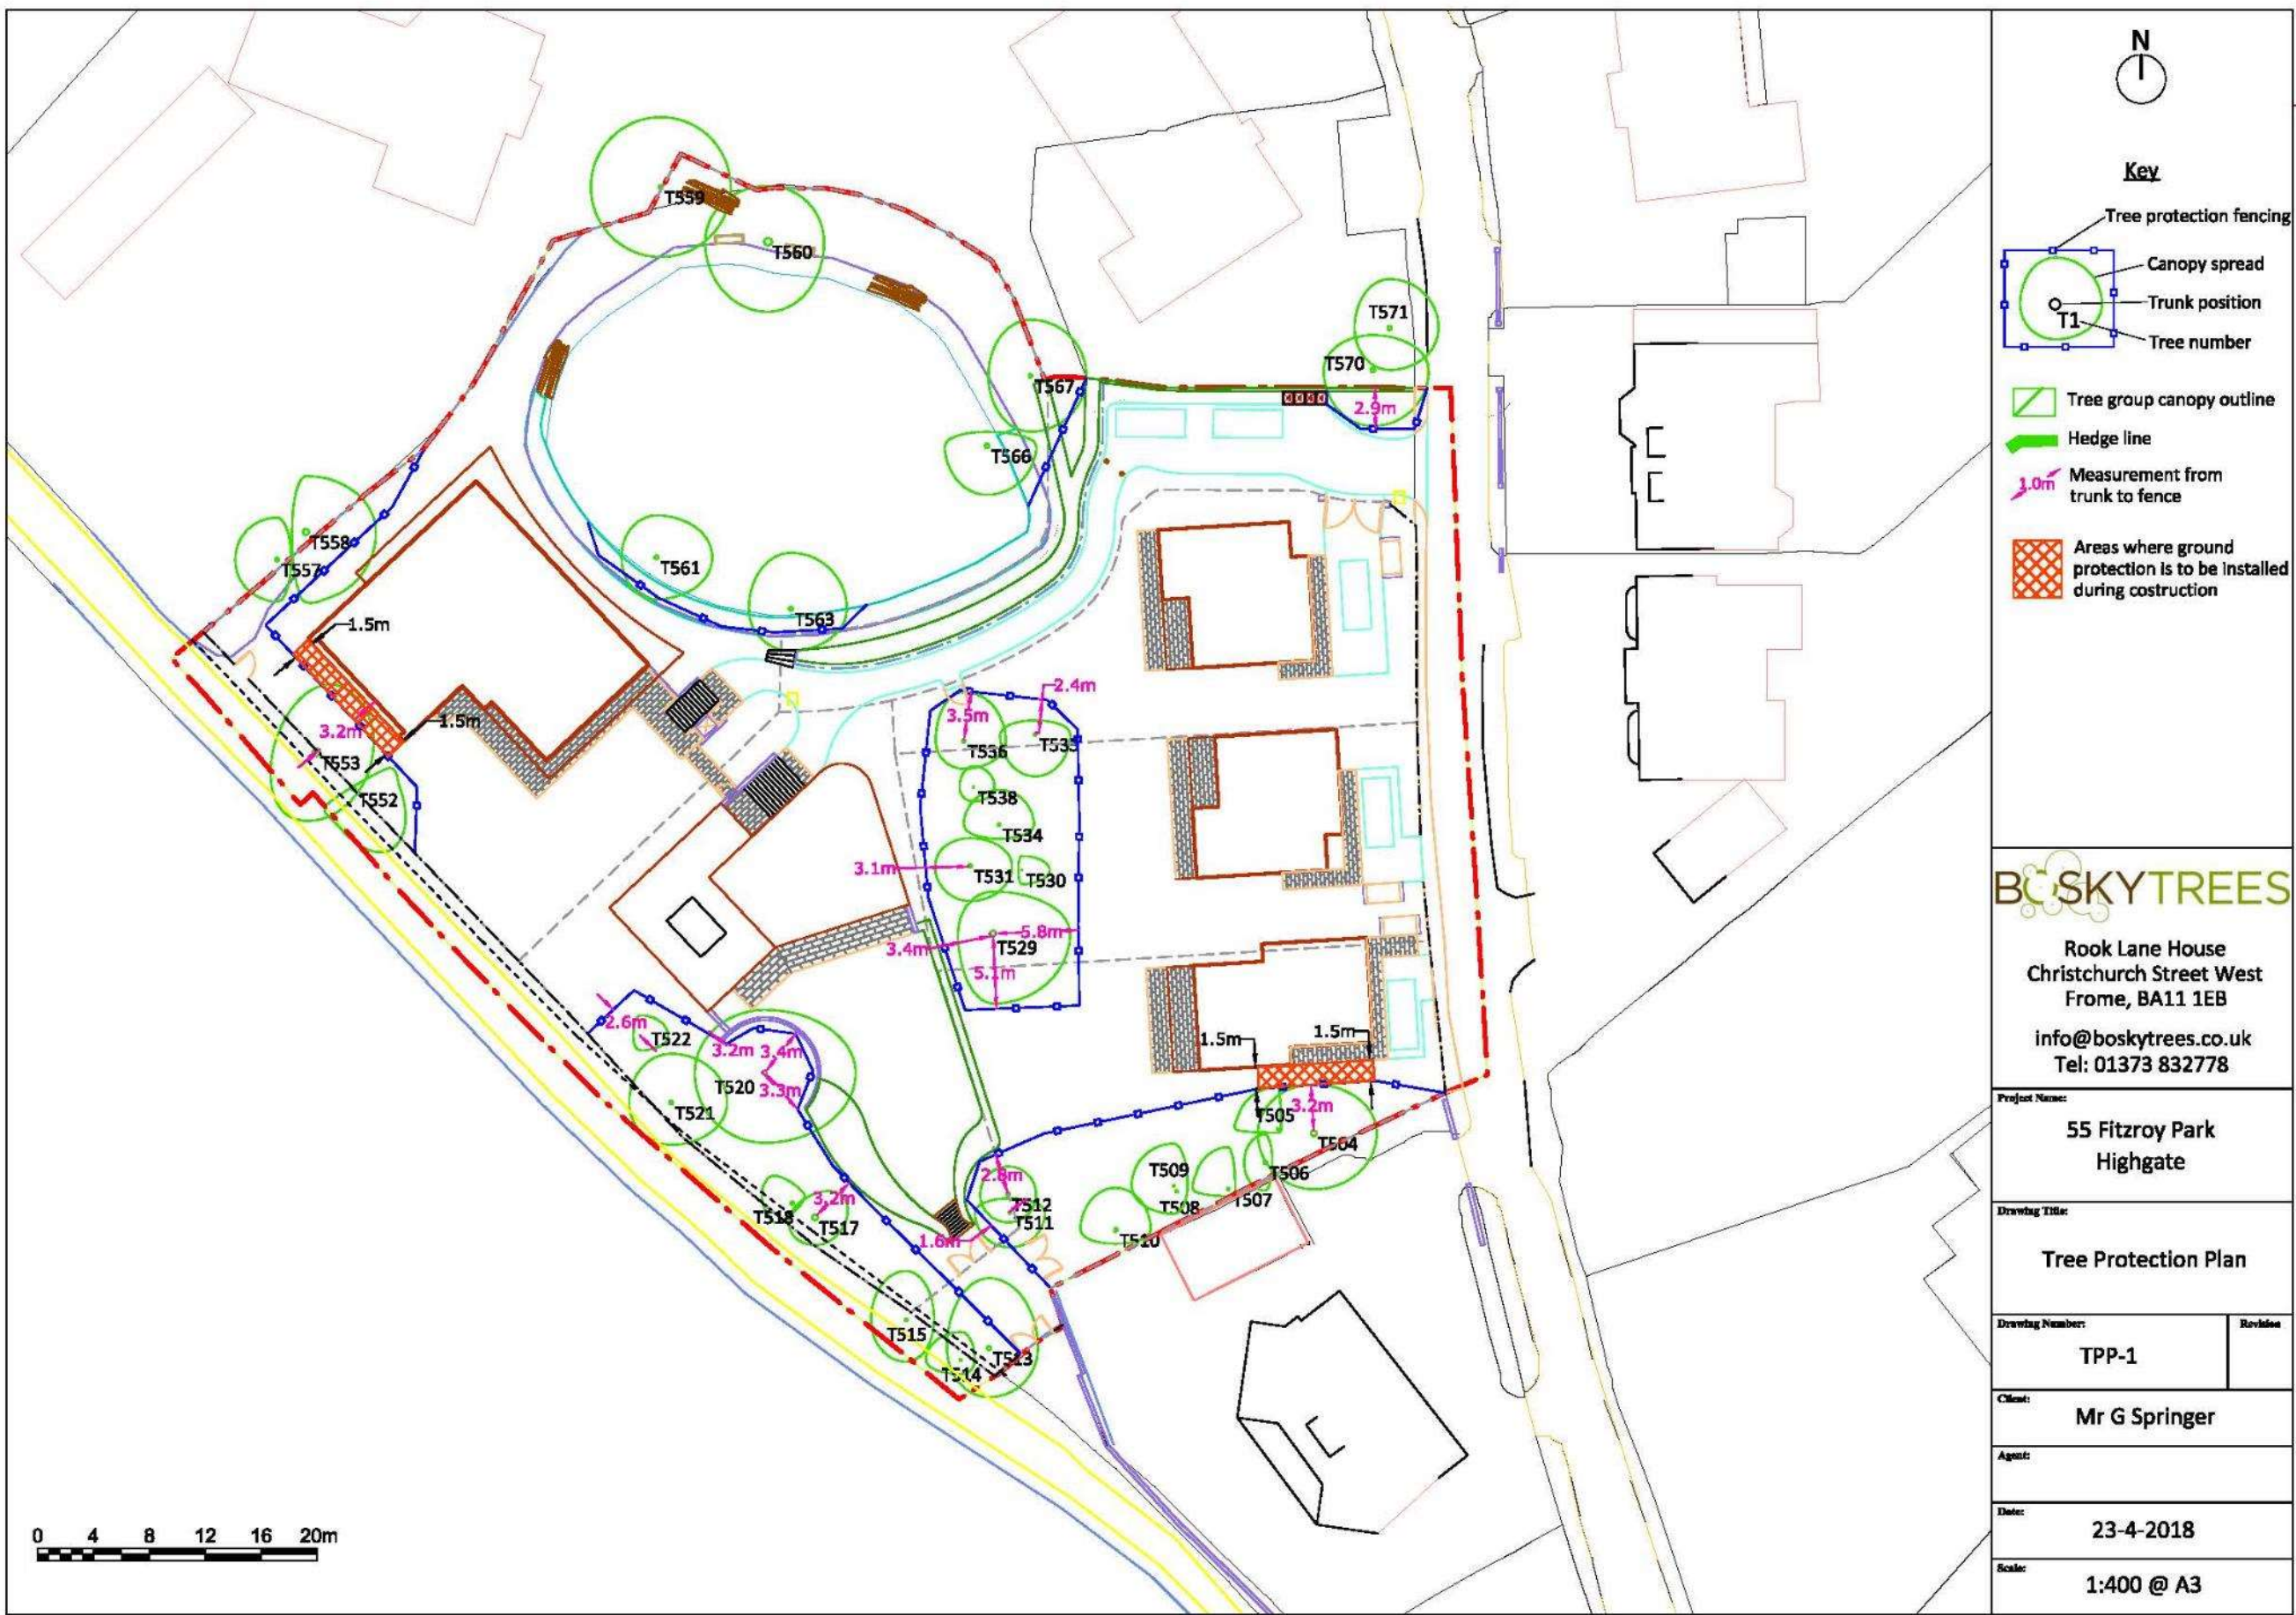 T559
T560
T571
T570
2.9m
T567
T566
T558
T557
T561
T563
1.5m
3.2m
1.5m
T553
T552
2.4m
3.5m
T536
T533
T538
T534
3.1m
T531
T530
3.4m
5.8m
T529
5.1m
2.6m
T522
3.2m
3.4m
T520
3.3m
T521
1.5m
1.5m
T505
3.2m
T504
T509
T506
T507
T508
T510
2.8m
T512
T511
1.6m
3.2m
T518
T517
T515
T513
T514
0 4 8 12 16 20m
N
Key
Tree protection fencing
Canopy spread
Trunk position
T1
Tree number
Tree group canopy outline
Hedge line
1.0m
Measurement from
trunk to fence
Areas where ground
protection is to be installed
during costruction
BOSKYTREES
Rook Lane House
Christchurch Street West
Frome, BA11 1EB
info@boskytrees.co.uk
Tel: 01373 832778
Project Name:
55 Fitzroy Park
Highgate
Drawing Title:
Tree Protection Plan
Drawing Number:
Revision
TPP-1
Client:
Mr G Springer
Agent:
Date:
23-4-2018
Scale:
1:400 @ A3